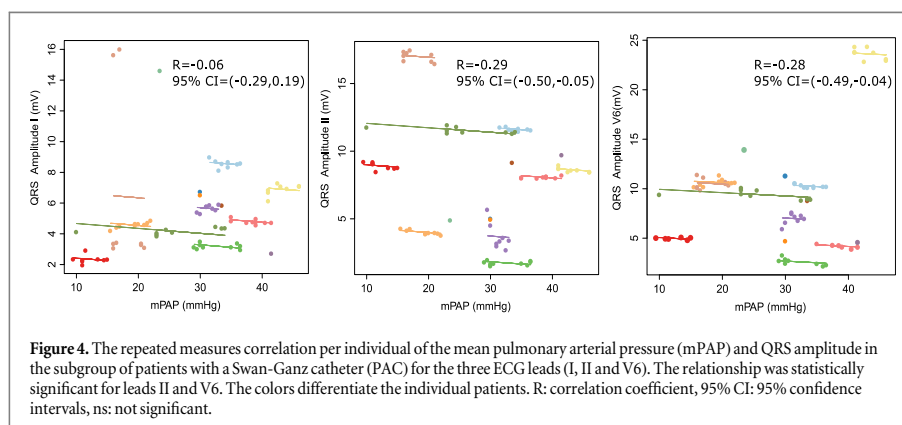 R=-0.06
95% CI=(-0.29,0.19)
QRS Amplitude I (mV)
16
14
12
10
8
6
4
2
10
20
30
40
mPAP (mmHg)
R=-0.29
95% CI=(-0.50,-0.05)
QRS Amplitude II (mV)
15
10
5
10
20
30
40
mPAP (mmHg)
R=-0.28
95% CI=(-0.49,-0.04)
QRS Amplitude V6(mV)
25
20
15
10
5
10
20
30
40
mPAP (mmHg)
Figure 4. The repeated measures correlation per individual of the mean pulmonary arterial pressure (mPAP) and QRS amplitude in
the subgroup of patients with a Swan-Ganz catheter (PAC) for the three ECG leads (I, II and V6). The relationship was statistically
significant for leads II and V6. The colors differentiate the individual patients. R: correlation coefficient, 95% CI: 95% confidence
intervals, ns: not significant.